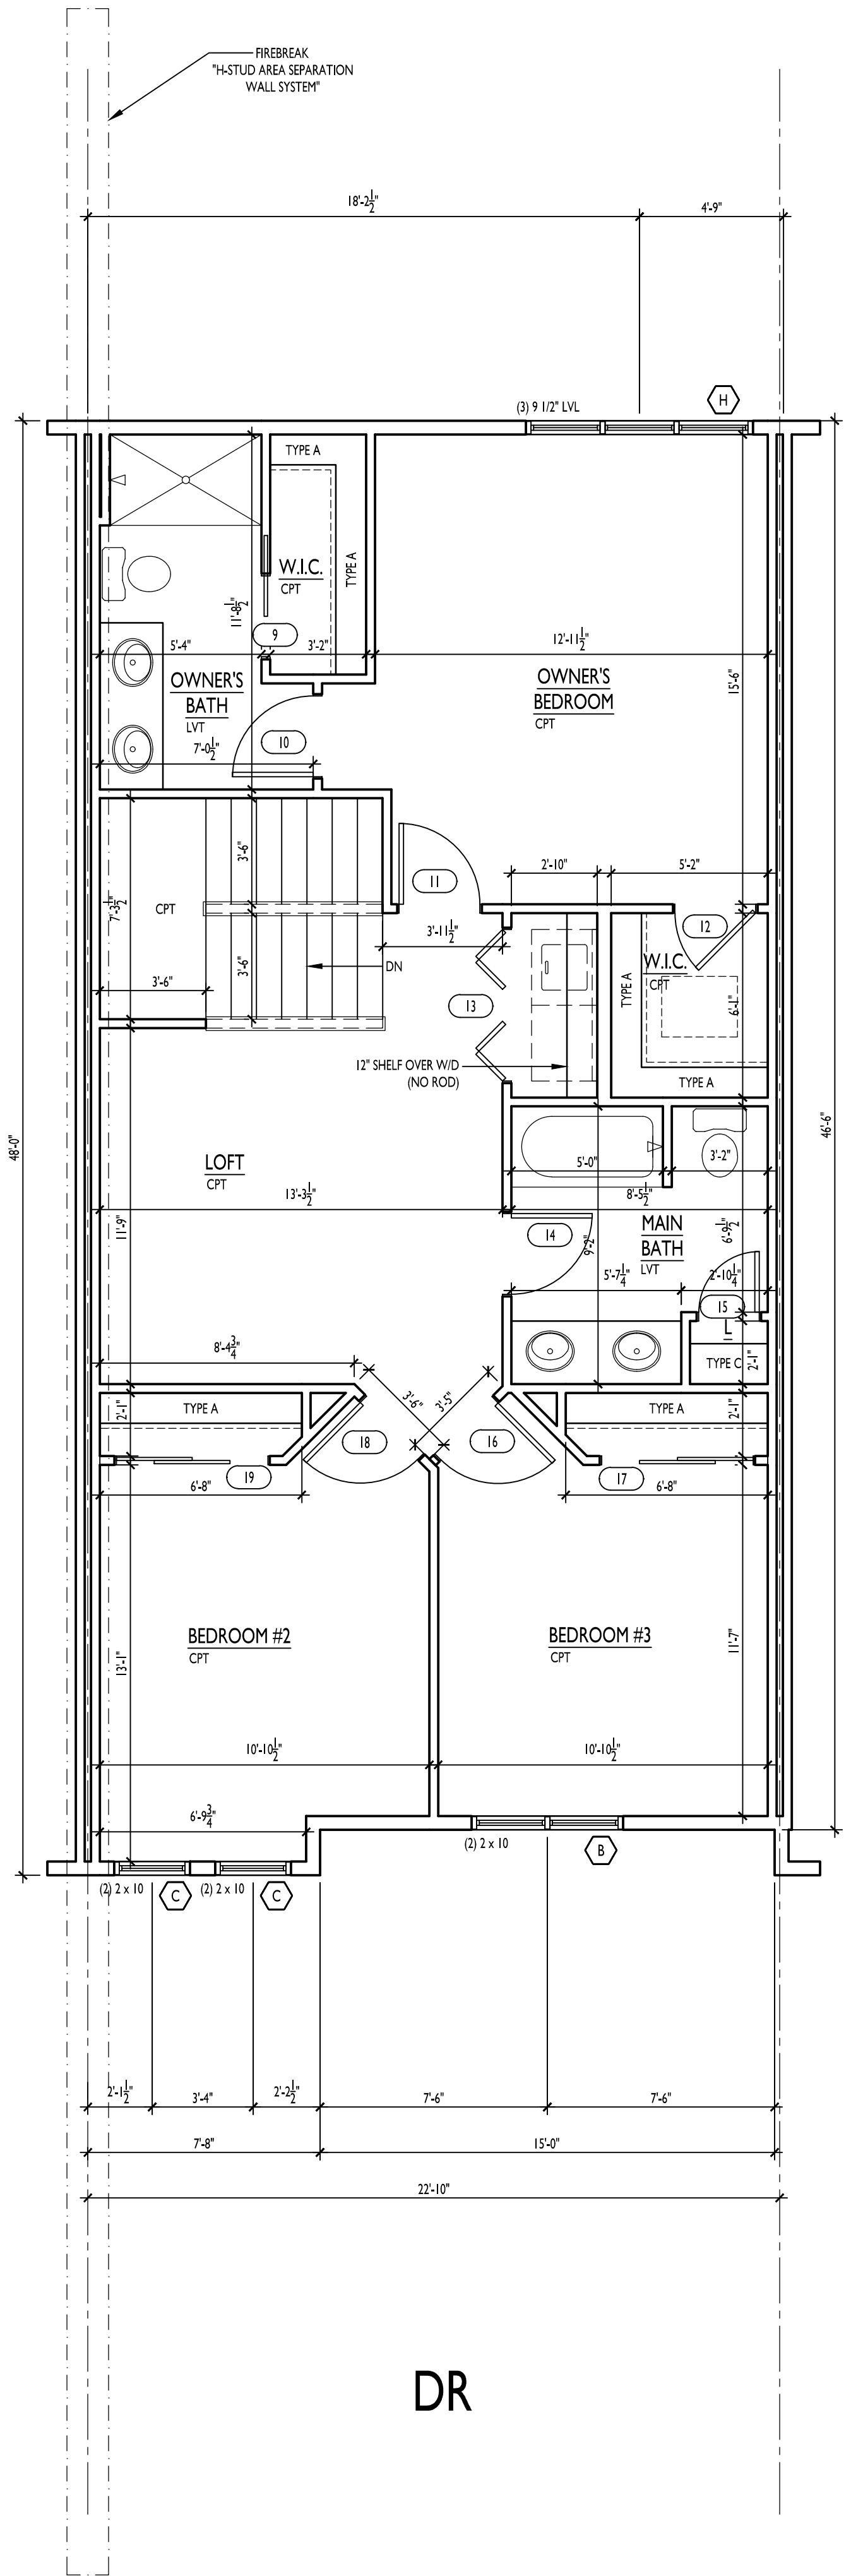 FIREBREAK
"H-STUD AREA SEPARATION
WALL SYSTEM"
18'-2 1/2"
4'-9"
(3) 9 1/2" LVL
H
TYPE A
W.I.C.
CPT
TYPE A
11'-8 1/2"
9
5'-4"
3'-2"
12'-11 1/2"
15'-6"
OWNER'S
BATH
LVT
OWNER'S
BEDROOM
CPT
7'-0 1/2"
10
3'-6"
11
2'-10"
5'-2"
7'-3 1/2"
CPT
3'-11 1/2"
12
W.I.C.
CPT
TYPE A
6'-1"
3'-6"
DN
3'-6"
13
12" SHELF OVER W/D
(NO ROD)
TYPE A
48'-0"
46'-6"
LOFT
CPT
5'-0"
3'-2"
13'-3 1/2"
8'-5 1/2"
11'-9"
14
9'-2"
MAIN
BATH
LVT
6'-9 1/2"
5'-7 1/4"
2'-10 1/4"
15
L
TYPE C
2'-1"
8'-4 3/4"
3'-6"
3'-5"
2'-1"
TYPE A
TYPE A
2'-1"
18
16
19
17
6'-8"
6'-8"
BEDROOM #2
CPT
BEDROOM #3
CPT
13'-1"
11'-7"
10'-10 1/2"
10'-10 1/2"
6'-9 3/4"
(2) 2 x 10
B
(2) 2 x 10
C
(2) 2 x 10
C
2'-1 1/2"
3'-4"
2'-2 1/2"
7'-6"
7'-6"
7'-8"
15'-0"
22'-10"
DR